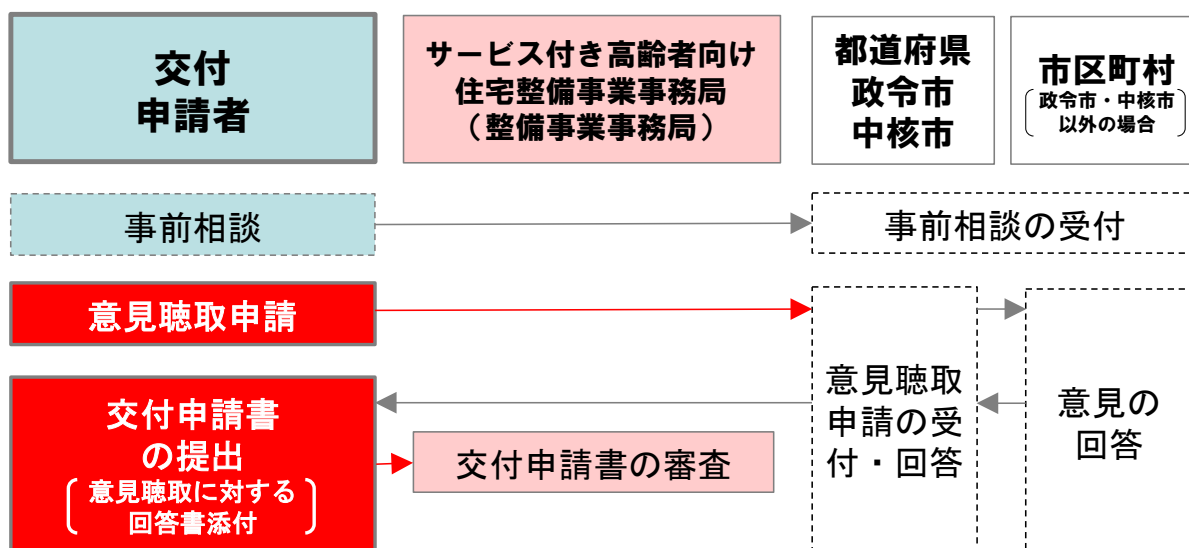 交付
申請者
サービス付き高齢者向け
住宅整備事業事務局
（整備事業事務局）
都道府県
政令市
中核市
市区町村
政令市・中核市
以外の場合
事前相談
事前相談の受付
意見聴取申請
交付申請書
の提出
意見聴取に対する
回答書添付
交付申請書の審査
意見聴取
申請の受
付・回答
意見の
回答